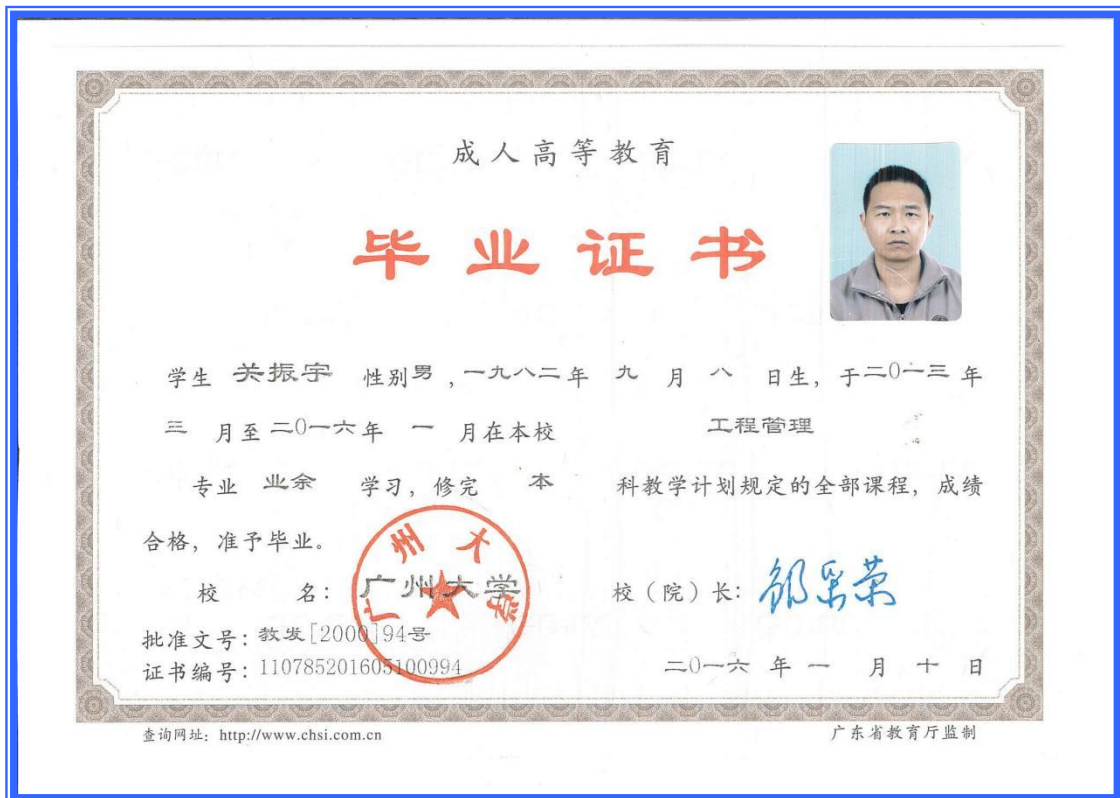 成人高等教育
毕业证书
学生 关振宇 性别男，一九八二年 九 月 八 日生，于二0一三年
三 月至二0一六年 一 月在本校 工程管理
专业 业余 学习，修完 本 科教学计划规定的全部课程，成绩
合格，准予毕业。
校 名：广州大学 校（院）长：邹采荣
广州大学
批准文号：教发[2000]94号
证书编号：110785201605100994 二0一六 年 一 月 十 日
查询网址：http://www.chsi.com.cn 广东省教育厅监制